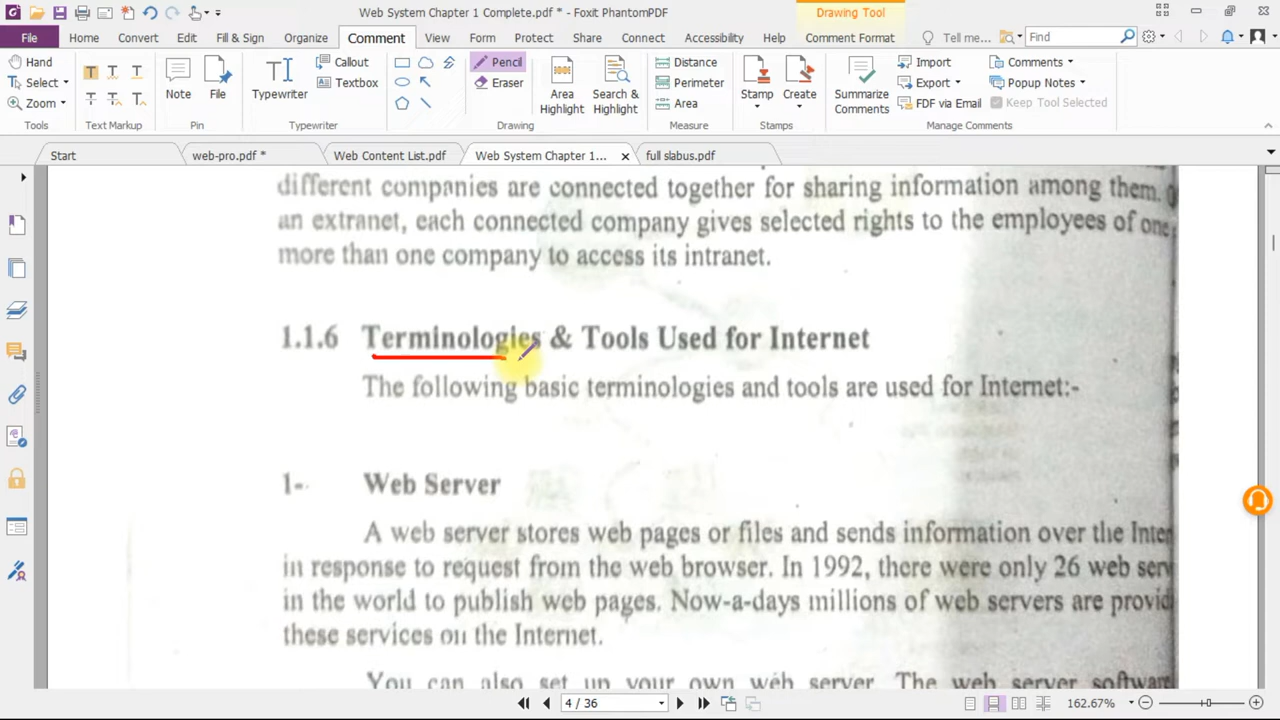 Web System Chapter 1 Complete.pdf * - Foxit PhantomPDF
Drawing Tool
File Home Convert Edit Fill & Sign Organize Comment View Form Protect Share Connect Accessibility Help Comment Format Tell me... Find
Hand
Select
Zoom
Tools
Text Markup
Note
File
Pin
Typewriter
Callout
Textbox
Typewriter
Pencil
Eraser
Drawing
Area Highlight
Search & Highlight
Distance
Perimeter
Area
Measure
Stamp
Create
Stamps
Summarize Comments
Import
Export
FDF via Email
Comments
Popup Notes
Keep Tool Selected
Manage Comments
Start web-pro.pdf * Web Content List.pdf Web System Chapter 1... full slabus.pdf
different companies are connected together for sharing information among them.
an extranet, each connected company gives selected rights to the employees of one
more than one company to access its intranet.
1.1.6 Terminologies & Tools Used for Internet
The following basic terminologies and tools are used for Internet:-
1- Web Server
A web server stores web pages or files and sends information over the Inter
in response to request from the web browser. In 1992, there were only 26 web serv
in the world to publish web pages. Now-a-days millions of web servers are provid
these services on the Internet.
You can also set up your own web server. The web server software
4 / 36
162.67%